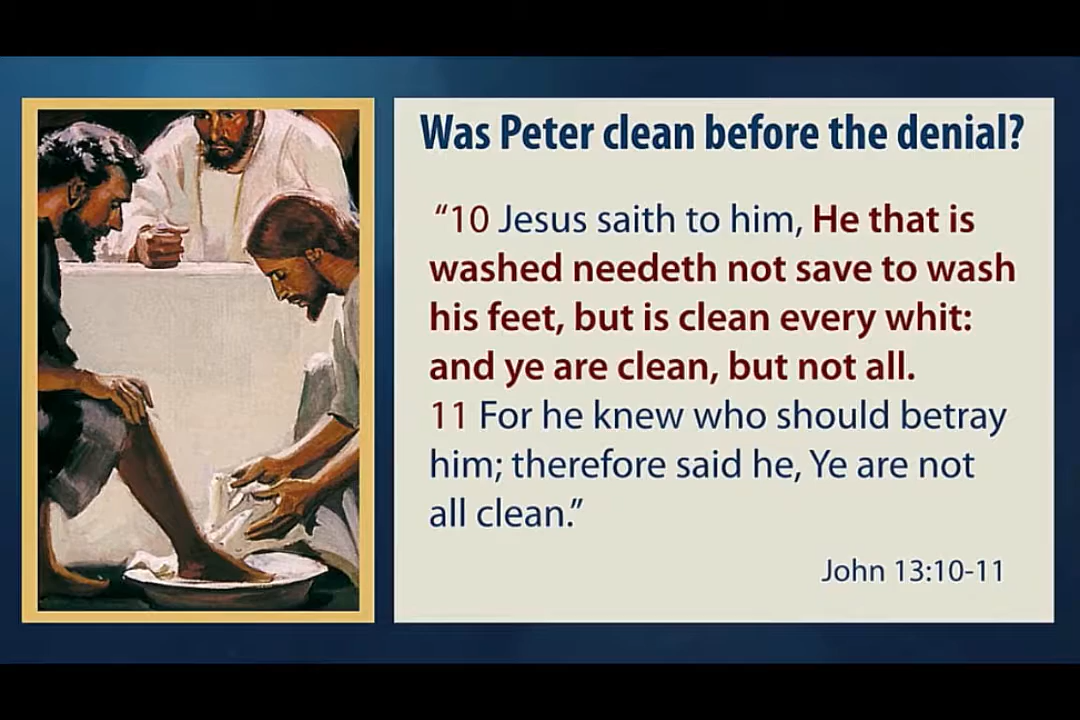 Was Peter clean before the denial?
“10 Jesus saith to him, He that is
washed needeth not save to wash
his feet, but is clean every whit:
and ye are clean, but not all.
11 For he knew who should betray
him; therefore said he, Ye are not
all clean.”
John 13:10-11